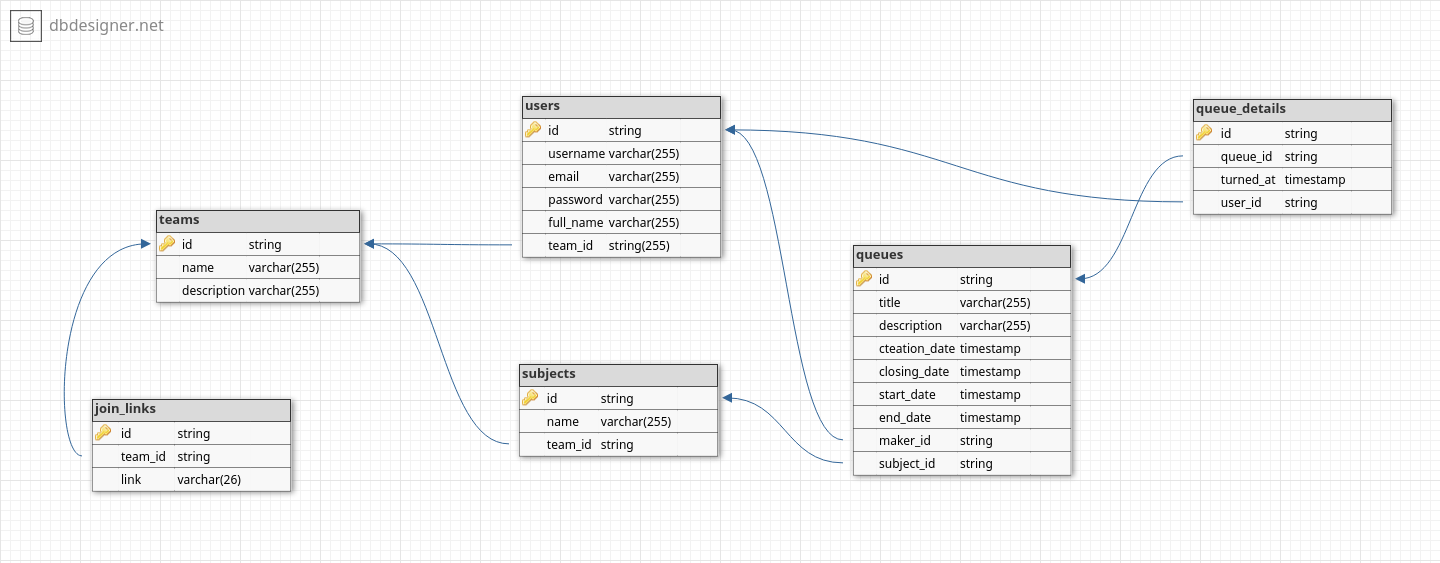 dbdesigner.net
users
id string
username varchar(255)
email varchar(255)
password varchar(255)
full_name varchar(255)
team_id string(255)
queue_details
id string
queue_id string
turned_at timestamp
user_id string
teams
id string
name varchar(255)
description varchar(255)
queues
id string
title varchar(255)
description varchar(255)
cteation_date timestamp
closing_date timestamp
start_date timestamp
end_date timestamp
maker_id string
subject_id string
subjects
id string
name varchar(255)
team_id string
join_links
id string
team_id string
link varchar(26)